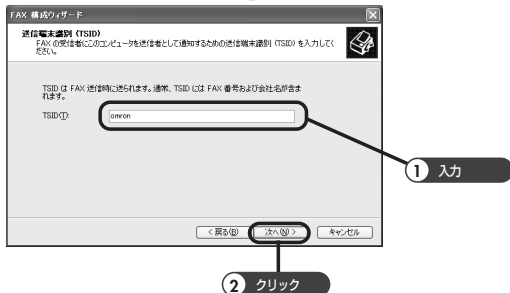 FAX 構成ウィザード
送信端末識別 (TSID)
FAX の受信者にこのコンピュータを送信者として通知するための送信端末識別 (TSID) を入力してく
ださい。
TSID は FAX 送信時に送られます。通常、TSID には FAX 番号および会社名が含ま
れます。
TSID(T):
omron
1 入力
< 戻る(B)
次へ(N) >
キャンセル
2 クリック